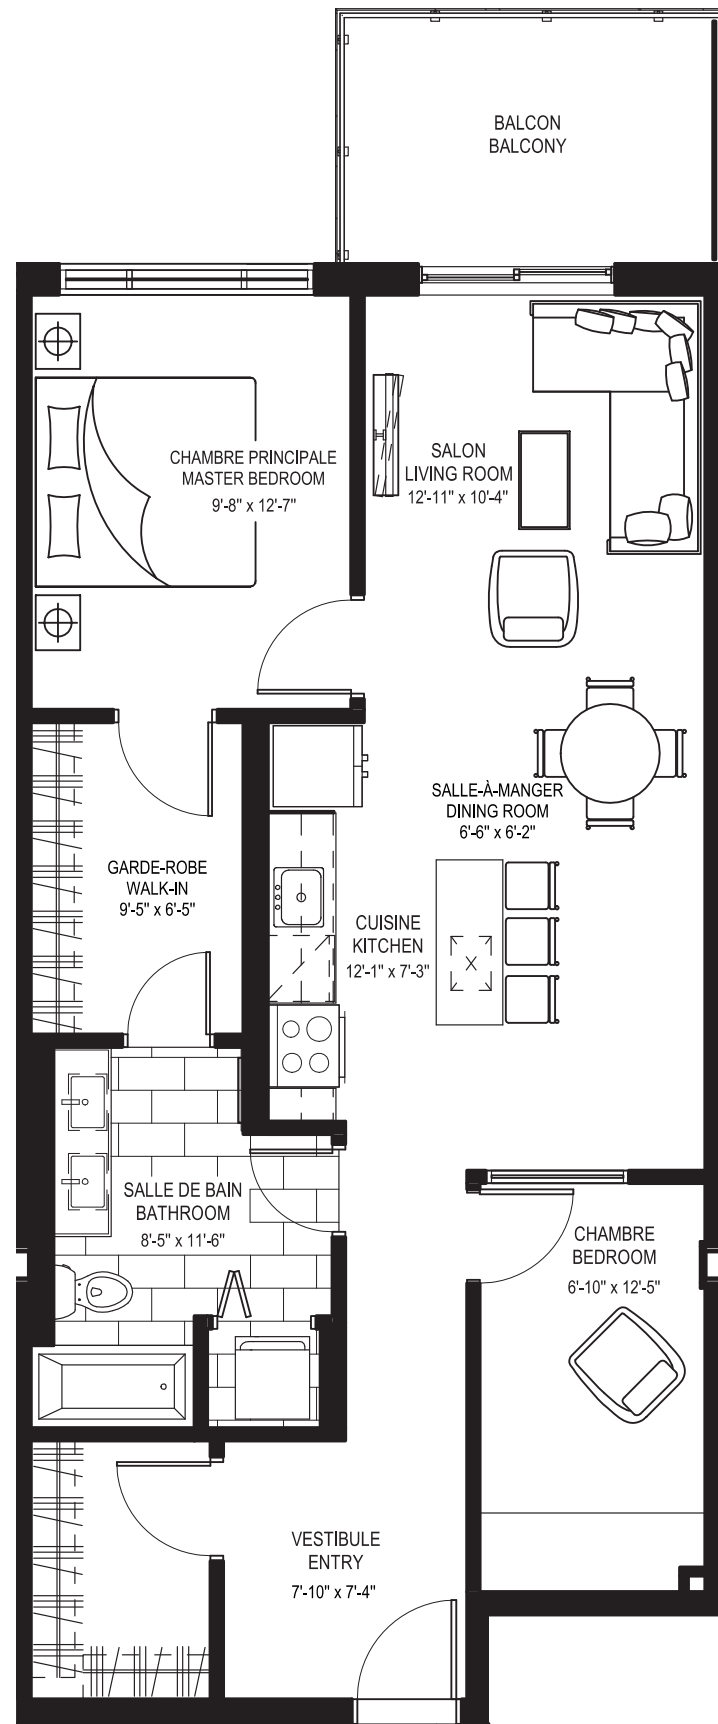 BALCON
BALCONY
CHAMBRE PRINCIPALE
MASTER BEDROOM
9'-8" x 12'-7"
SALON
LIVING ROOM
12'-11" x 10'-4"
SALLE-À-MANGER
DINING ROOM
6'-6" x 6'-2"
GARDE-ROBE
WALK-IN
9'-5" x 6'-5"
CUISINE
KITCHEN
12'-1" x 7'-3"
SALLE DE BAIN
BATHROOM
8'-5" x 11'-6"
CHAMBRE
BEDROOM
6'-10" x 12'-5"
VESTIBULE
ENTRY
7'-10" x 7'-4"